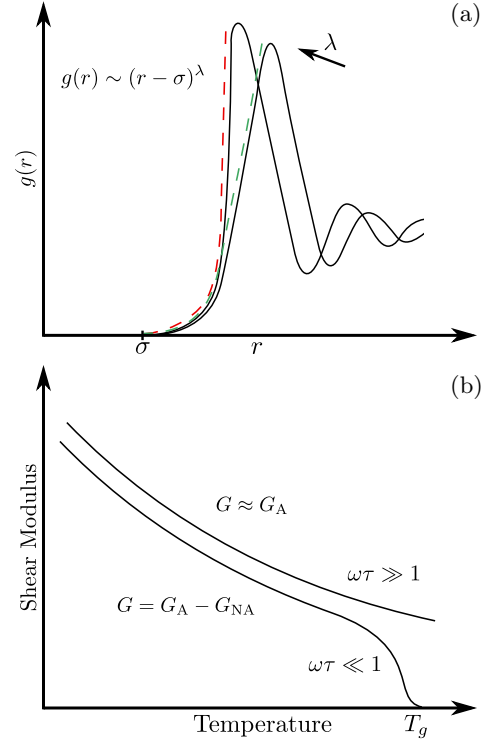 (a)
λ
g(r) ∼ (r − σ)^λ
g(r)
σ
r
(b)
Shear Modulus
G ≈ G_A
ωτ ≫ 1
G = G_A − G_NA
ωτ ≪ 1
Temperature
T_g